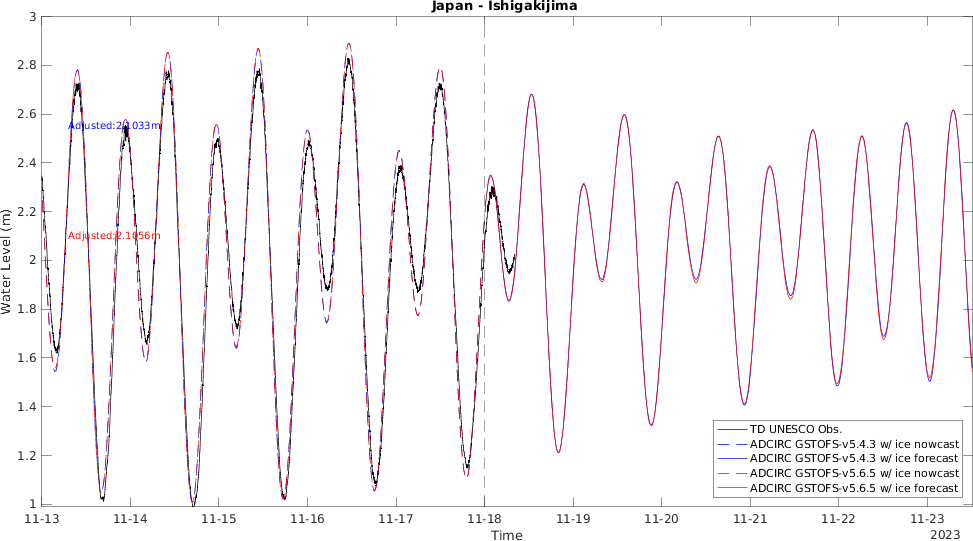 Japan - Ishigakijima
3
2.8
2.6
2.4
2.2
2
1.8
1.6
1.4
1.2
1
Water Level (m)
Adjusted:2.1033m
Adjusted:2.1056m
TD UNESCO Obs.
ADCIRC GSTOFS-v5.4.3 w/ ice nowcast
ADCIRC GSTOFS-v5.4.3 w/ ice forecast
ADCIRC GSTOFS-v5.6.5 w/ ice nowcast
ADCIRC GSTOFS-v5.6.5 w/ ice forecast
11-13 11-14 11-15 11-16 11-17 11-18 11-19 11-20 11-21 11-22 11-23
2023
Time